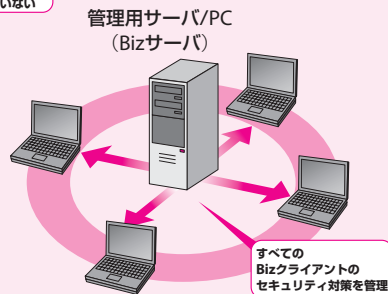 いない
管理用サーバ/PC
（Bizサーバ）
すべての
Bizクライアントの
セキュリティ対策を管理